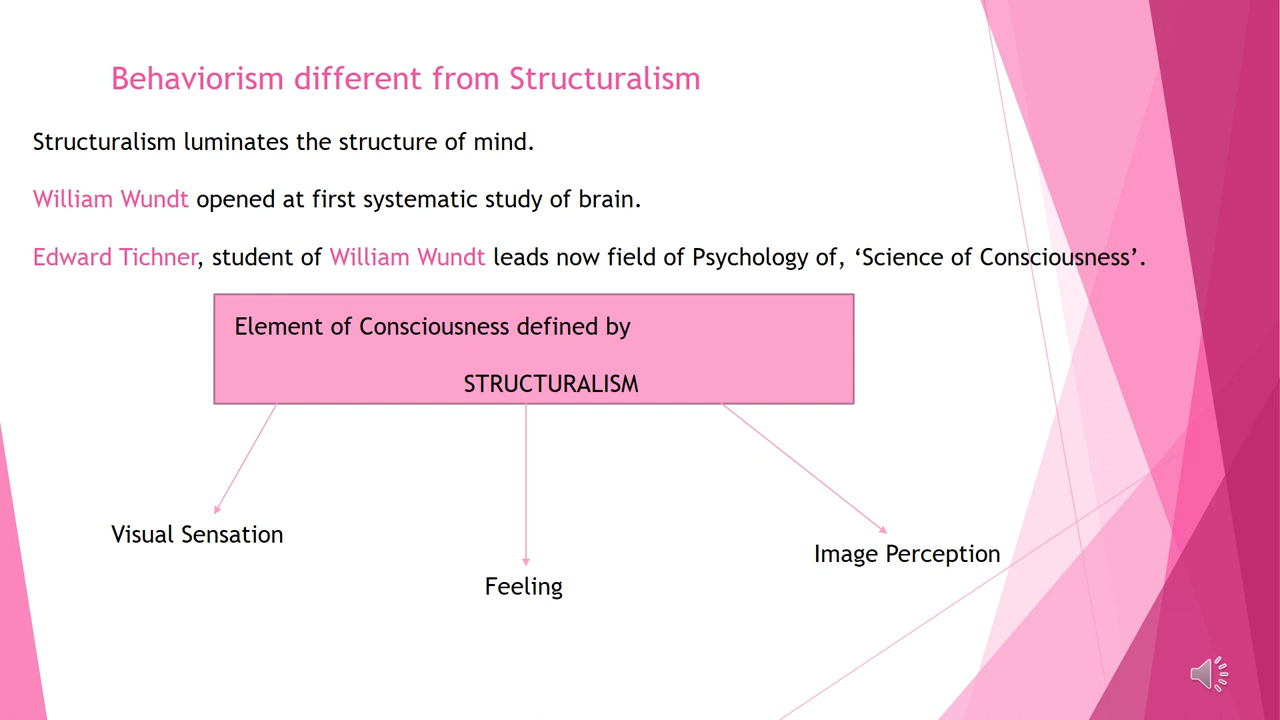 Behaviorism different from Structuralism
Structuralism luminates the structure of mind.
William Wundt opened at first systematic study of brain.
Edward Tichner, student of William Wundt leads now field of Psychology of, ‘Science of Consciousness’.
Element of Consciousness defined by
STRUCTURALISM
Visual Sensation
Feeling
Image Perception